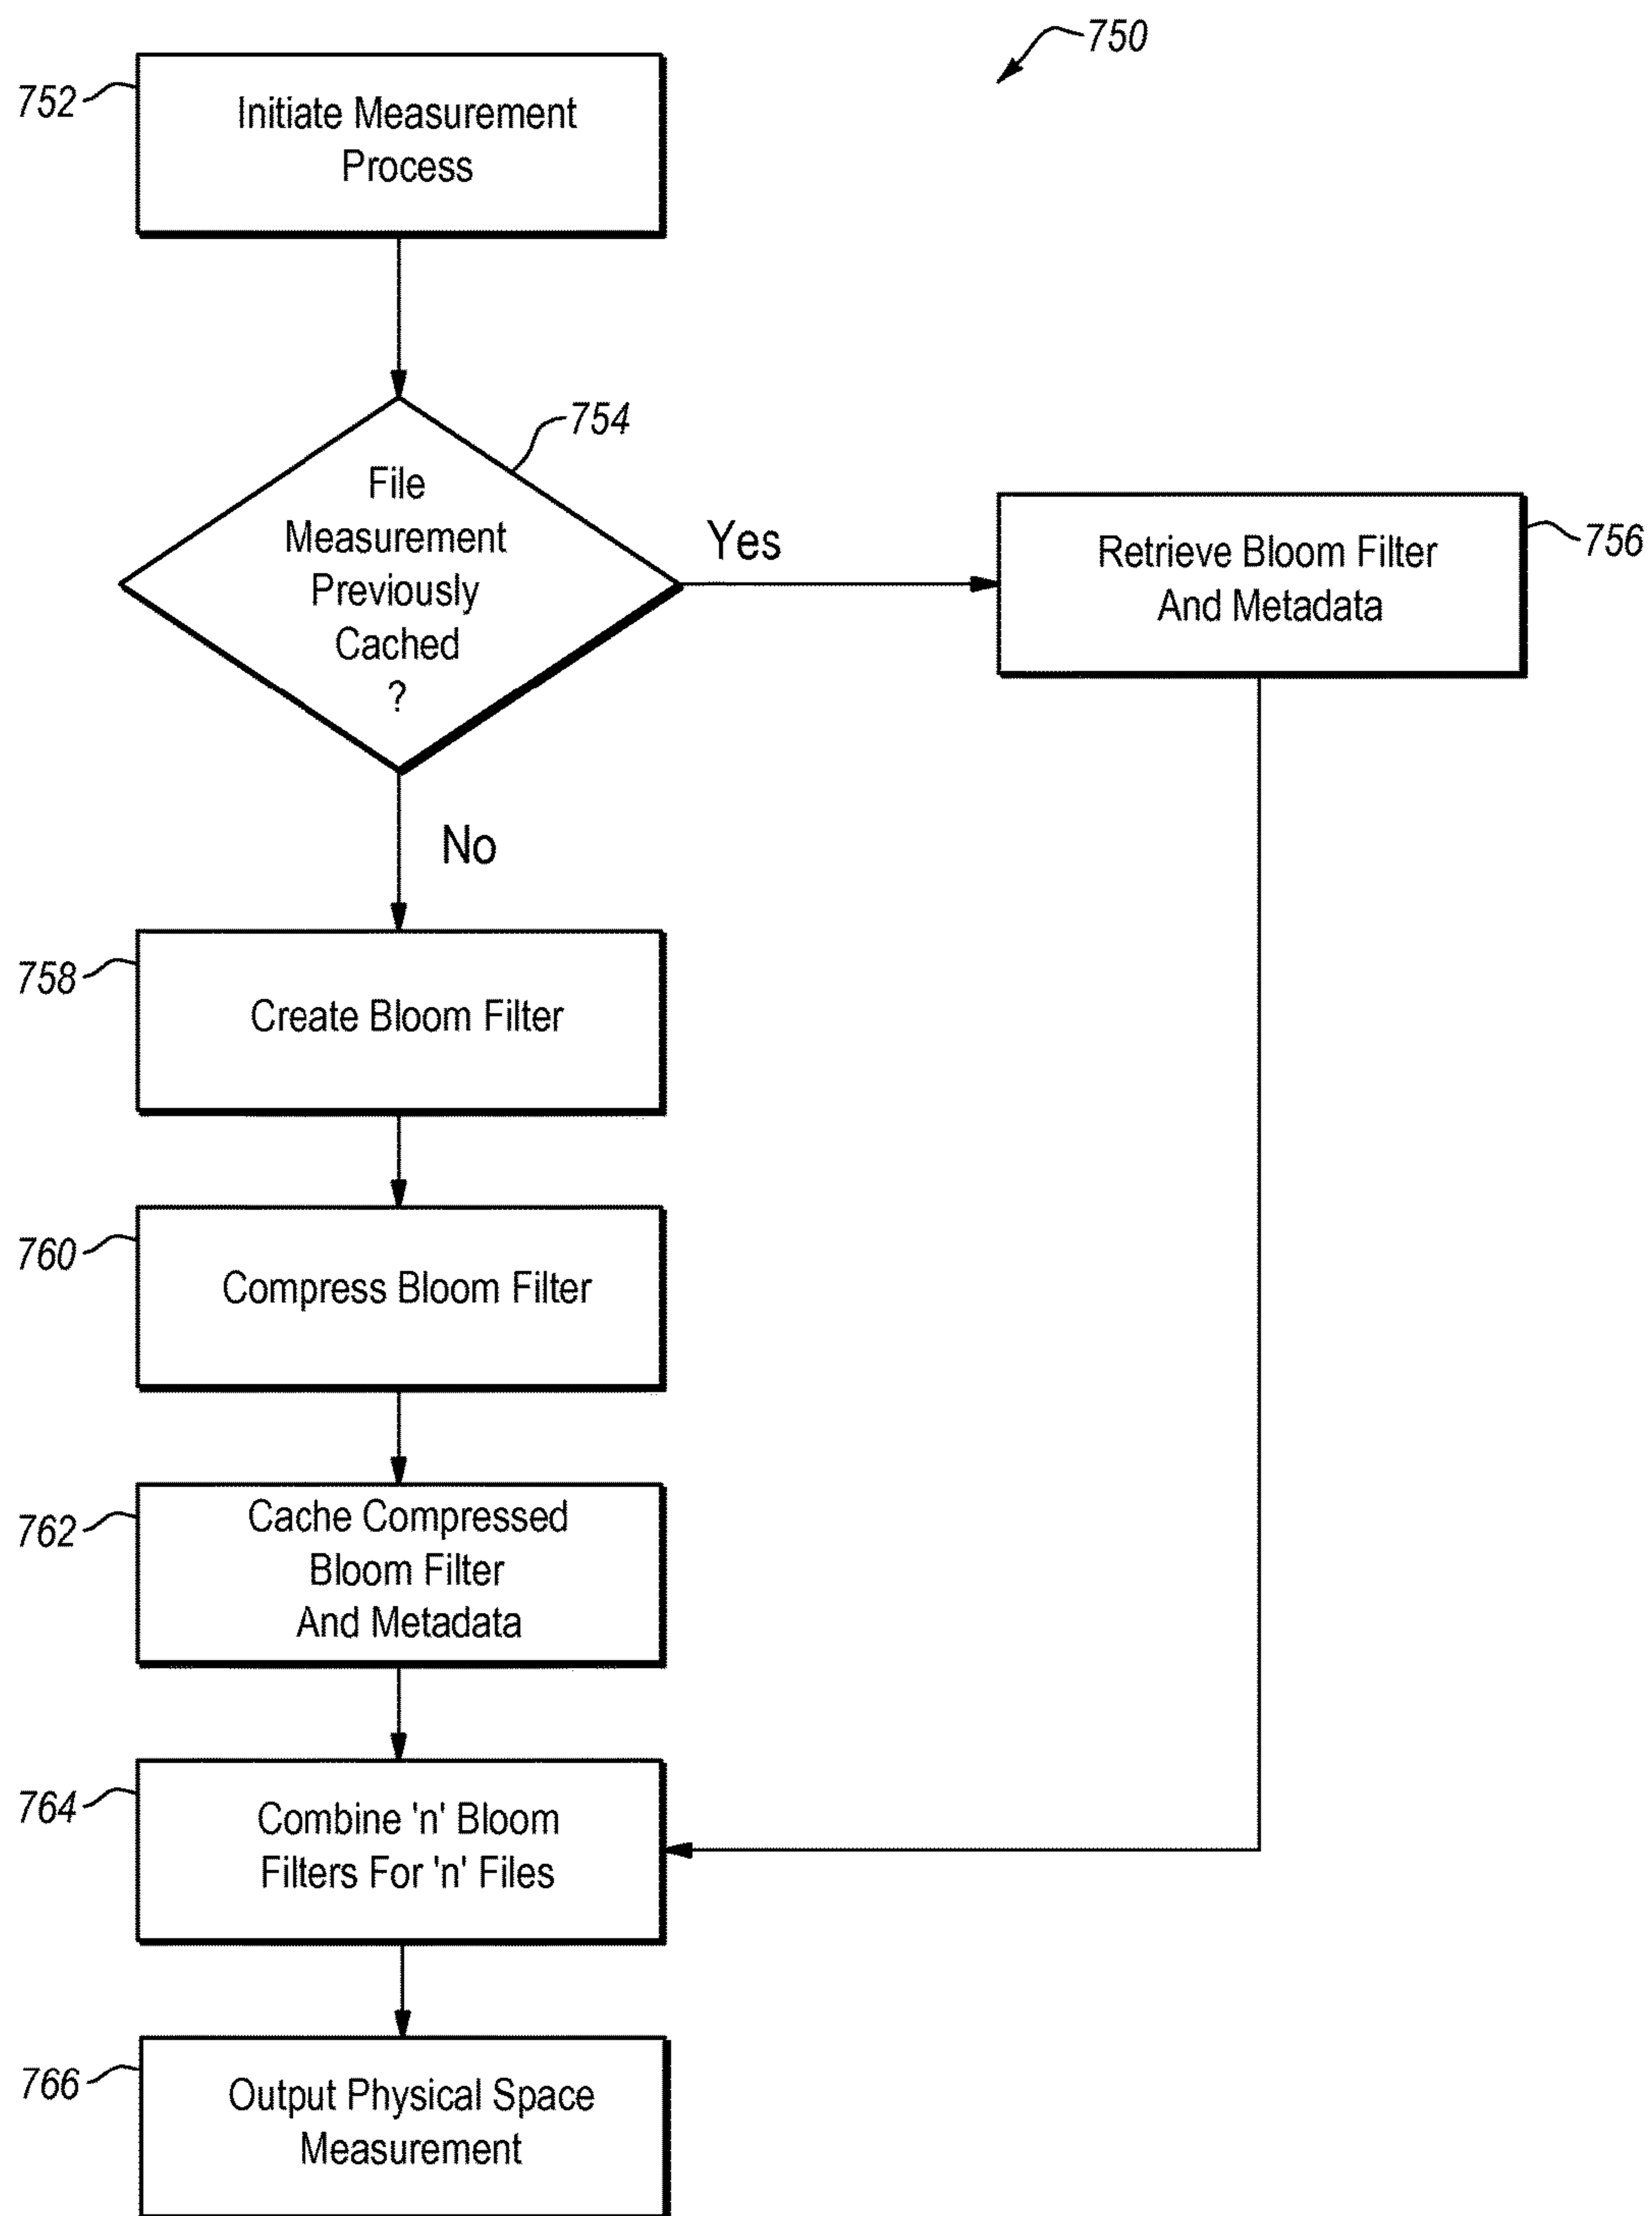 750
752
Initiate Measurement
Process
754
File
Measurement
Previously
Cached
?
Yes
756
Retrieve Bloom Filter
And Metadata
No
758
Create Bloom Filter
760
Compress Bloom Filter
762
Cache Compressed
Bloom Filter
And Metadata
764
Combine 'n' Bloom
Filters For 'n' Files
766
Output Physical Space
Measurement